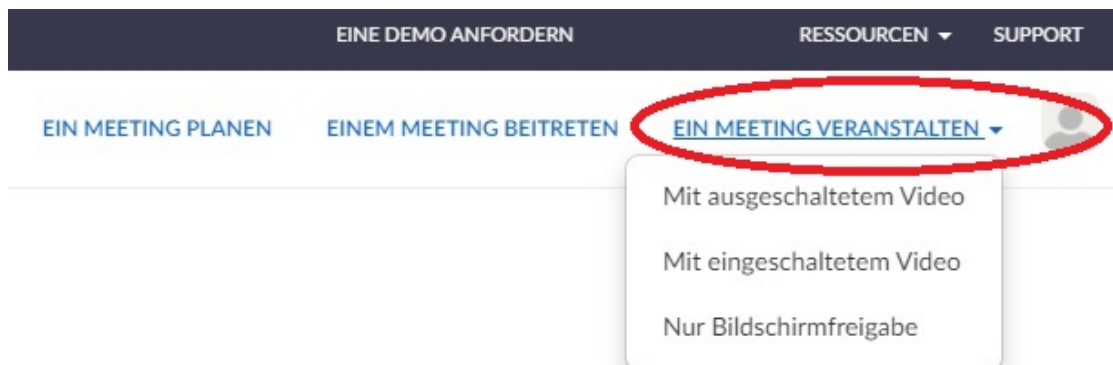 EINE DEMO ANFORDERN RESSOURCEN SUPPORT
EIN MEETING PLANEN EINEM MEETING BEITRETEN EIN MEETING VERANSTALTEN
Mit ausgeschaltetem Video
Mit eingeschaltetem Video
Nur Bildschirmfreigabe